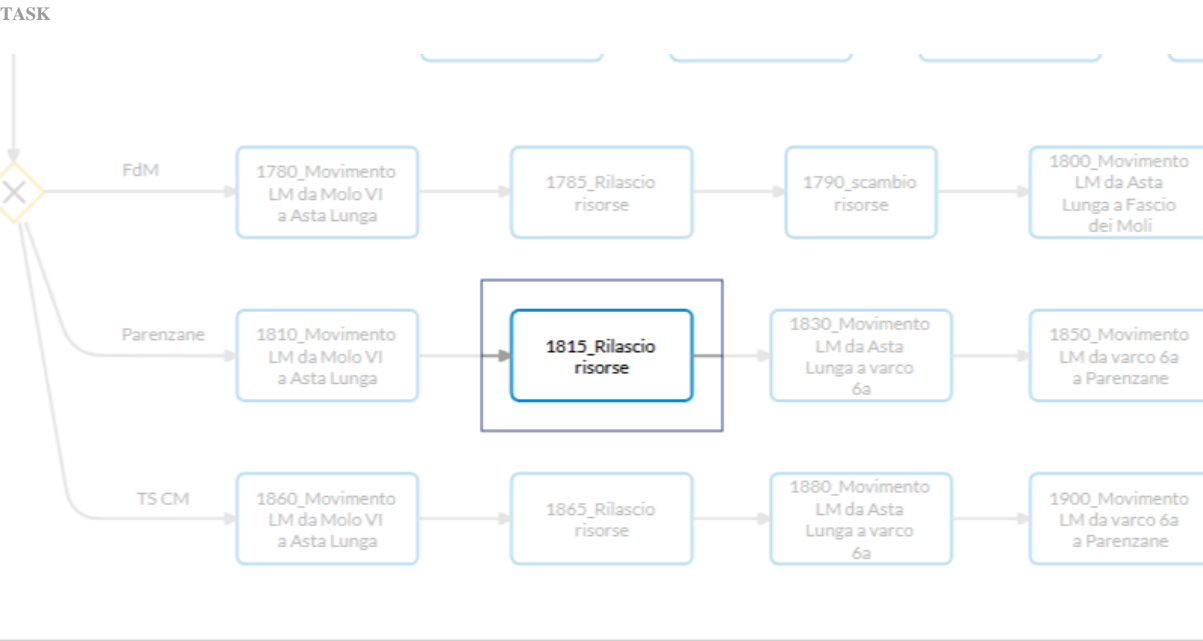 TASK
FdM
1780_Movimento
LM da Molo VI
a Asta Lunga
1785_Rilascio
risorse
1790_scambio
risorse
1800_Movimento
LM da Asta
Lunga a Fascio
dei Moli
Parenzane
1810_Movimento
LM da Molo VI
a Asta Lunga
1815_Rilascio
risorse
1830_Movimento
LM da Asta
Lunga a varco
6a
1850_Movimento
LM da varco 6a
a Parenzane
TS CM
1860_Movimento
LM da Molo VI
a Asta Lunga
1865_Rilascio
risorse
1880_Movimento
LM da Asta
Lunga a varco
6a
1900_Movimento
LM da varco 6a
a Parenzane